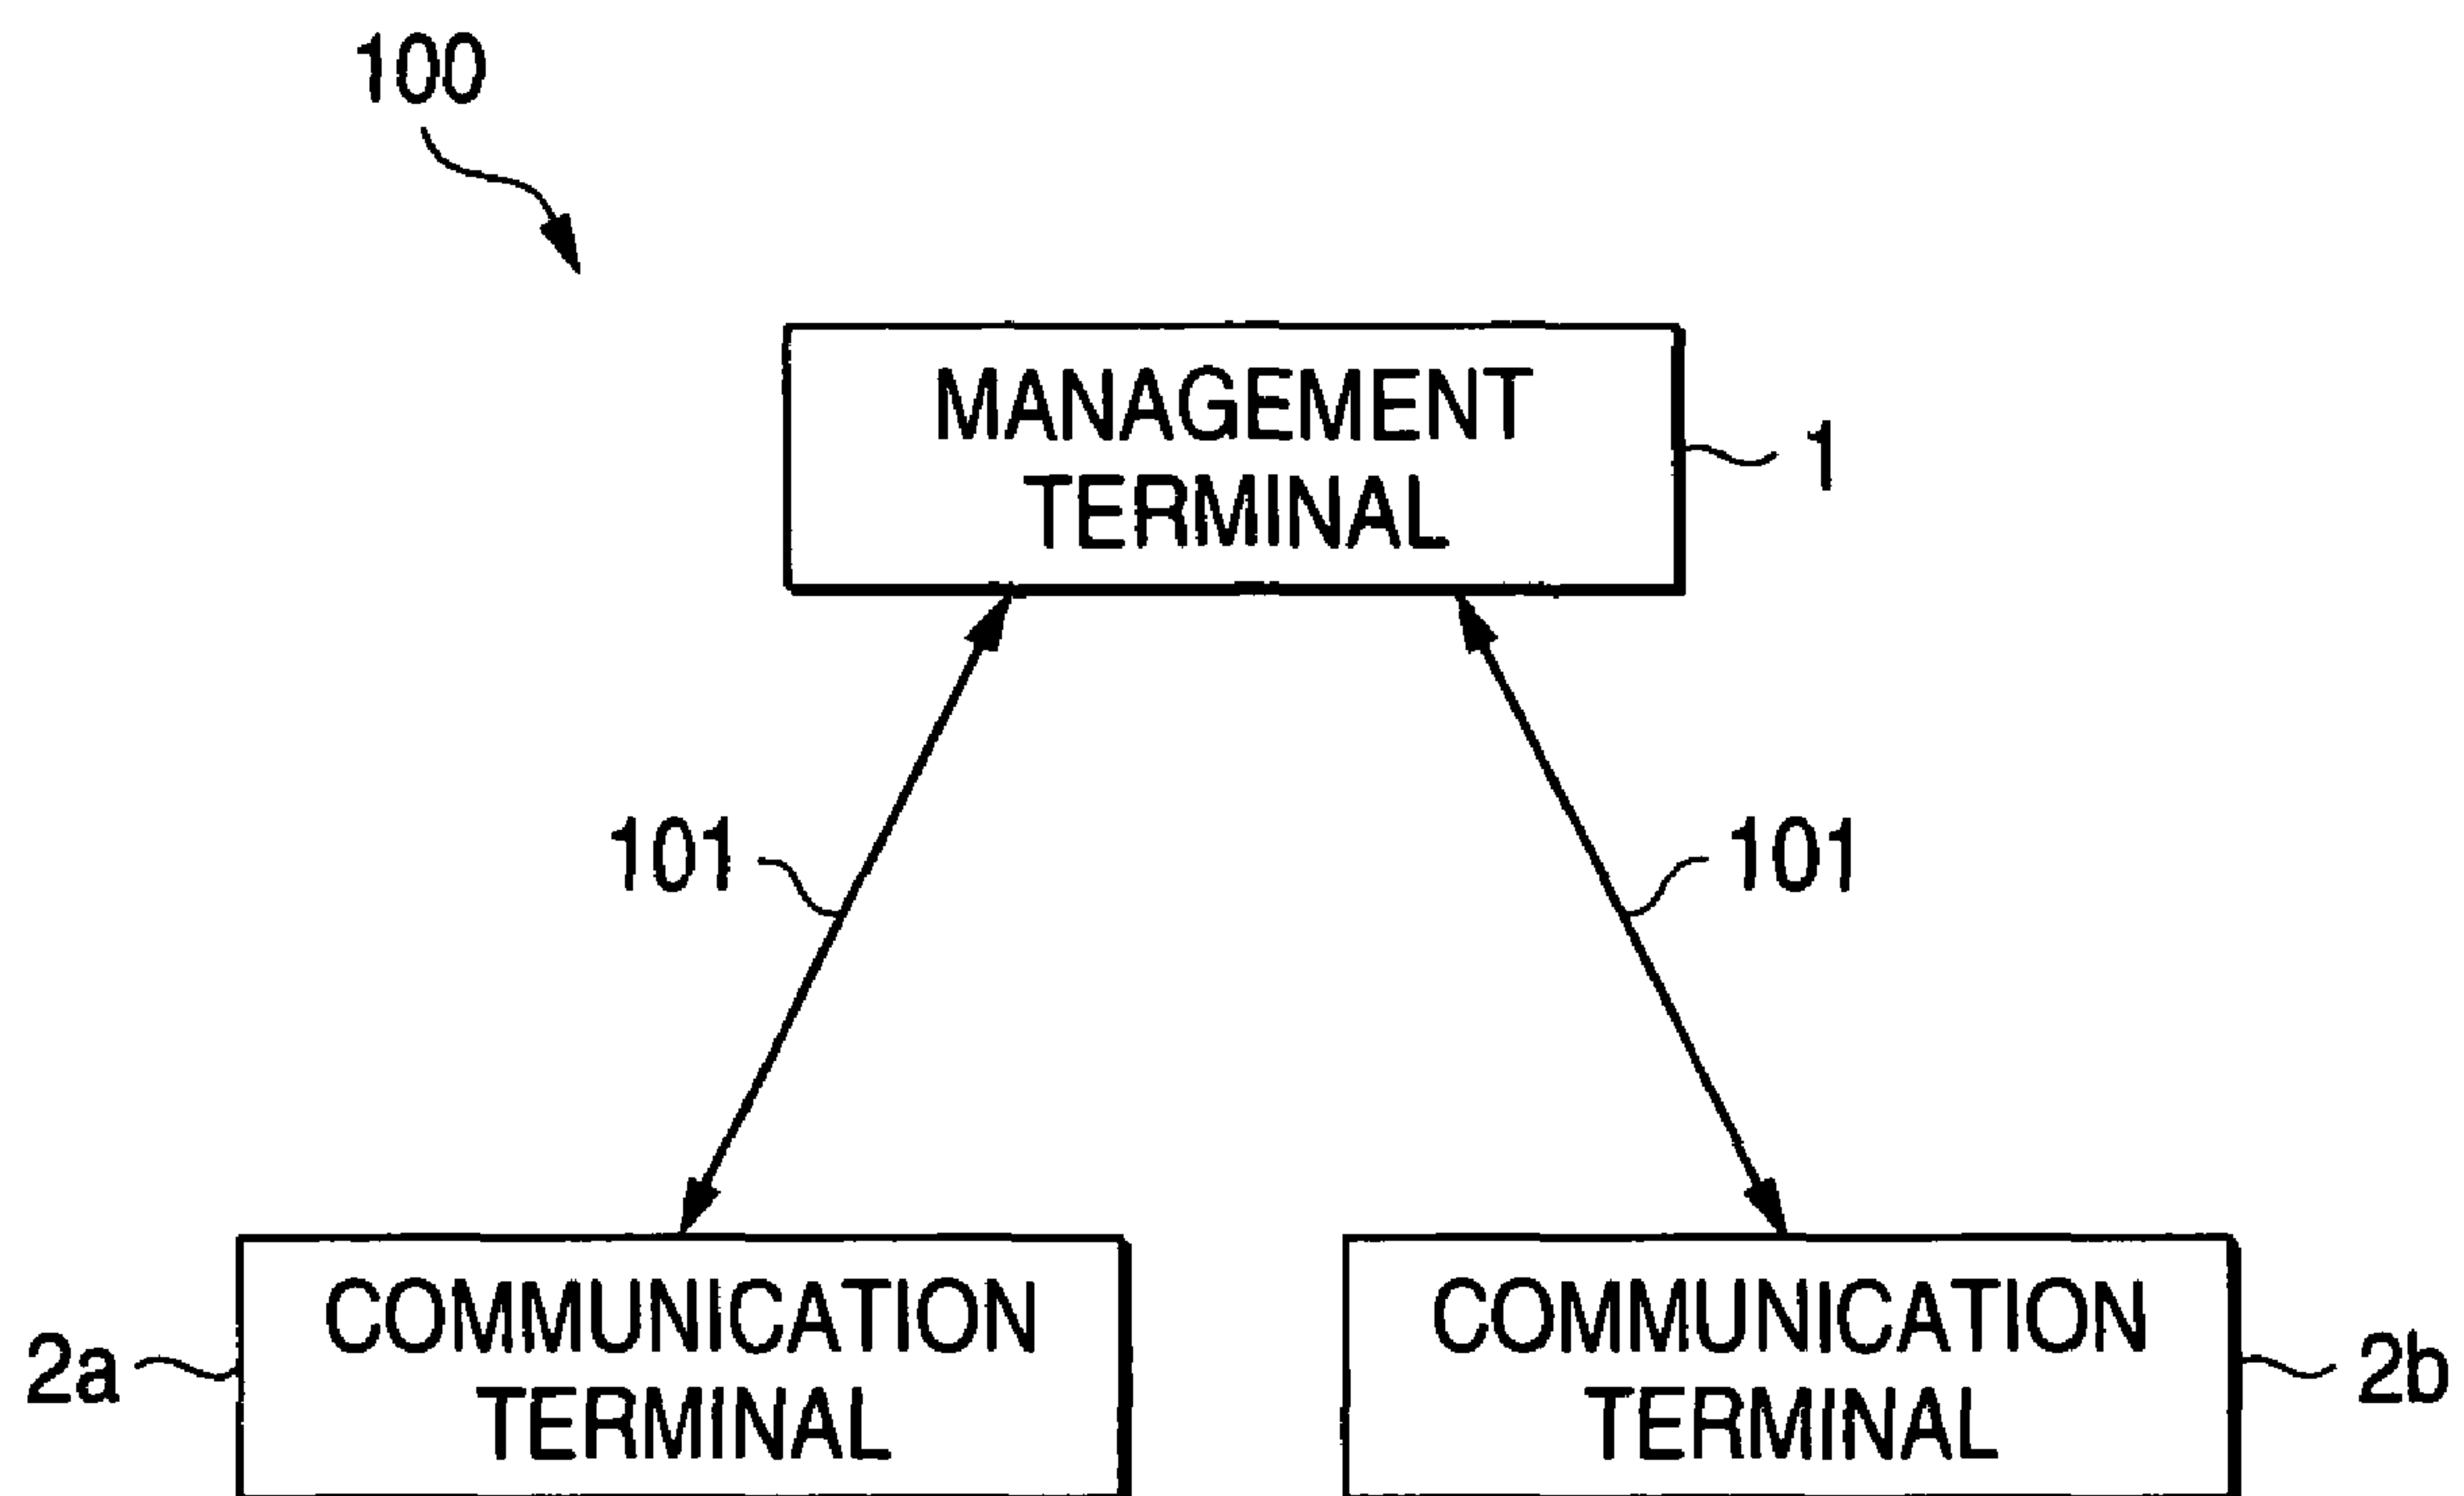 100
MANAGEMENT
TERMINAL
1
101
101
COMMUNICATION
TERMINAL
2a
COMMUNICATION
TERMINAL
2b